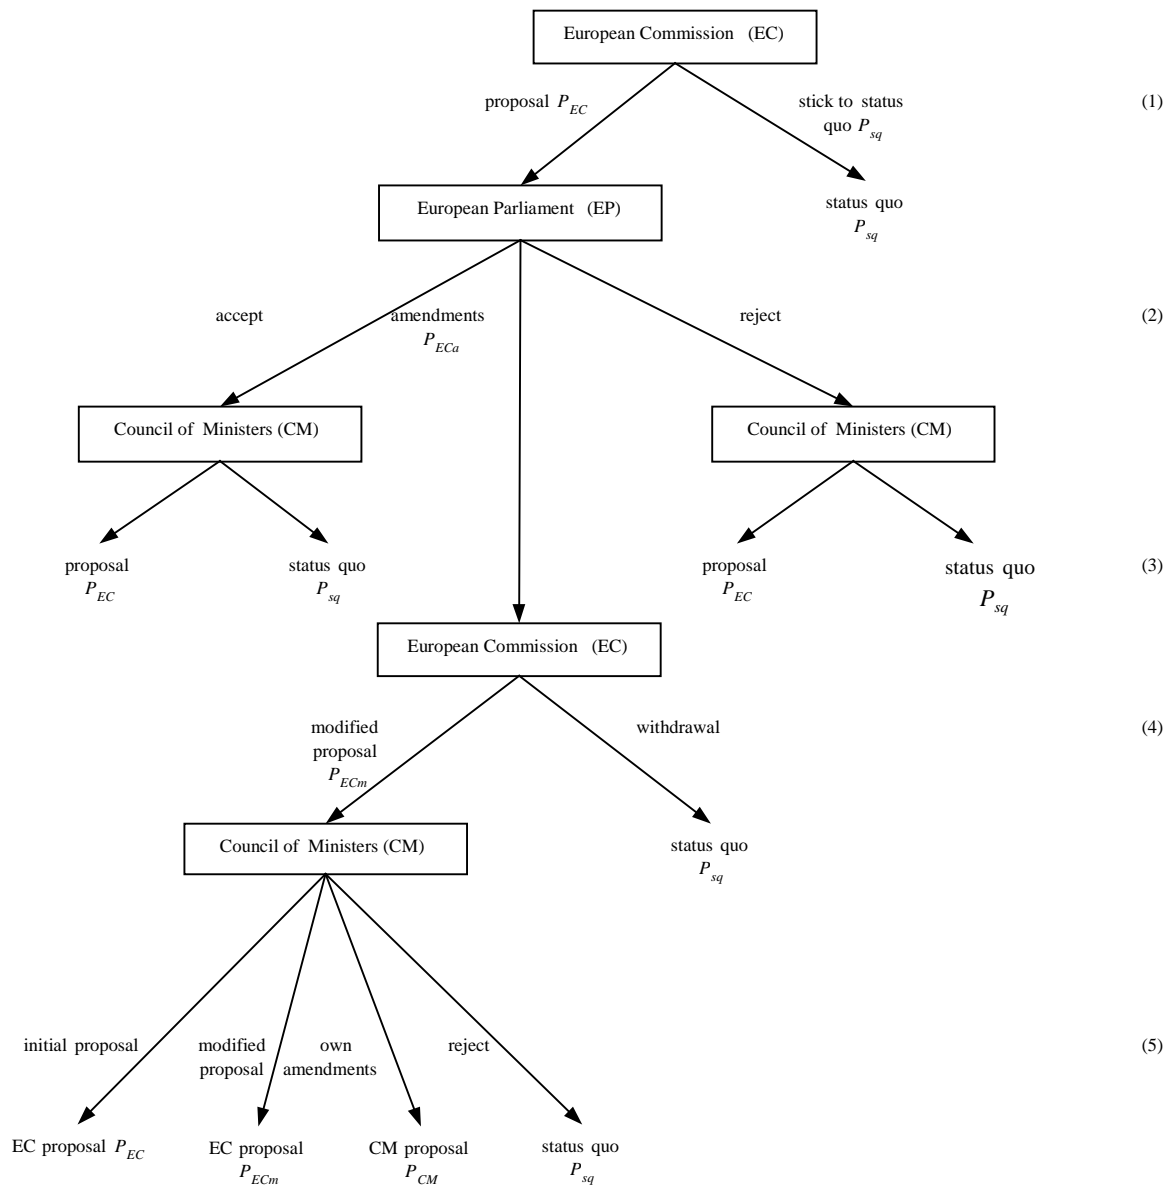 European Commission (EC)
proposal P_EC
stick to status
quo P_sq
(1)
European Parliament (EP)
status quo
P_sq
accept
amendments
P_ECa
reject
(2)
Council of Ministers (CM)
Council of Ministers (CM)
proposal
P_EC
status quo
P_sq
proposal
P_EC
status quo
P_sq
(3)
European Commission (EC)
modified
proposal
P_ECm
withdrawal
(4)
Council of Ministers (CM)
status quo
P_sq
initial proposal
modified
proposal
own
amendments
reject
(5)
EC proposal P_EC
EC proposal
P_ECm
CM proposal
P_CM
status quo
P_sq